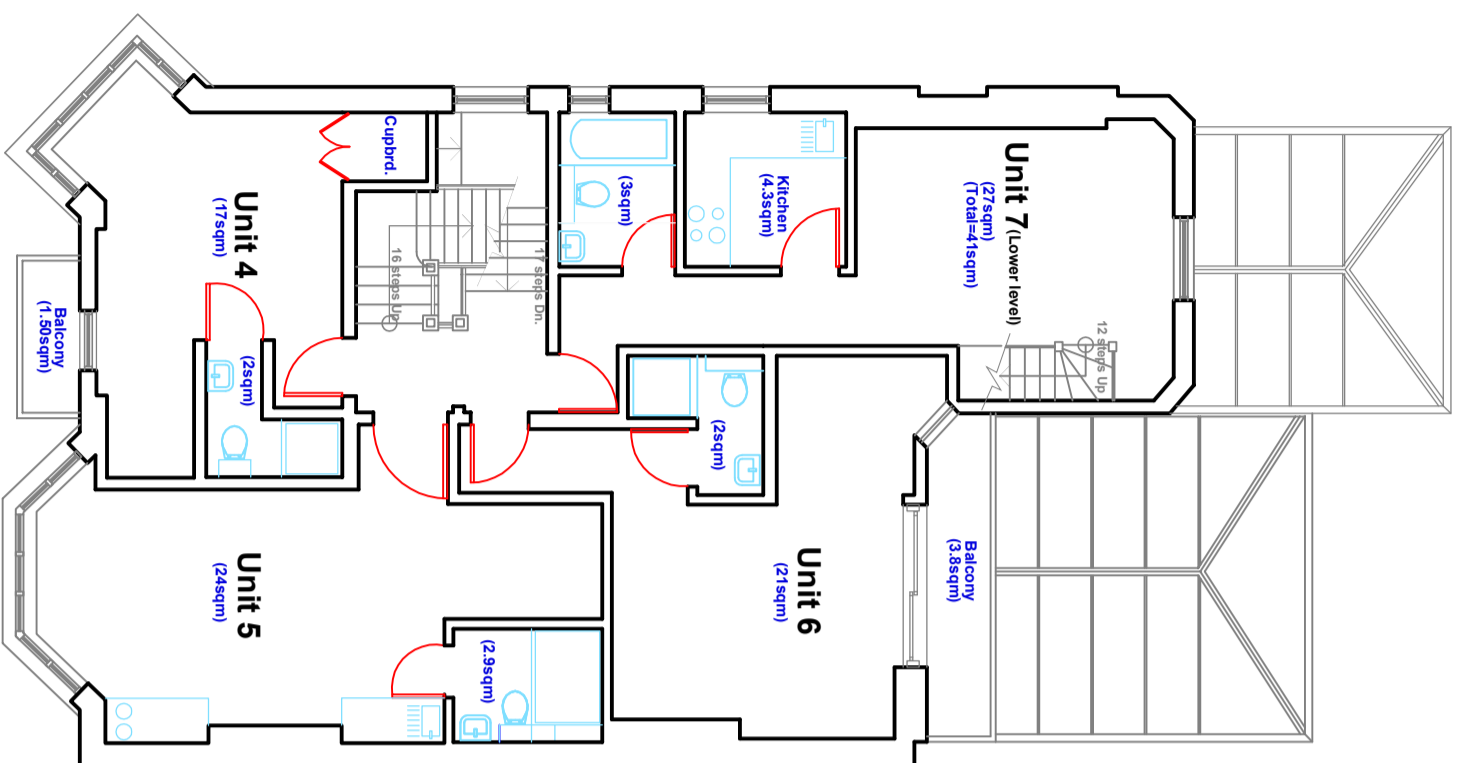 Cupbrd.
Unit 4
(17sqm)
Balcony
(1.50sqm)
(2sqm)
16 steps Up
17 steps Dn.
(3sqm)
Kitchen
(4.3sqm)
Unit 7 (Lower level)
(27sqm)
(Total=41sqm)
12 steps Up
(2sqm)
Unit 5
(24sqm)
(2.9sqm)
Unit 6
(21sqm)
Balcony
(3.8sqm)